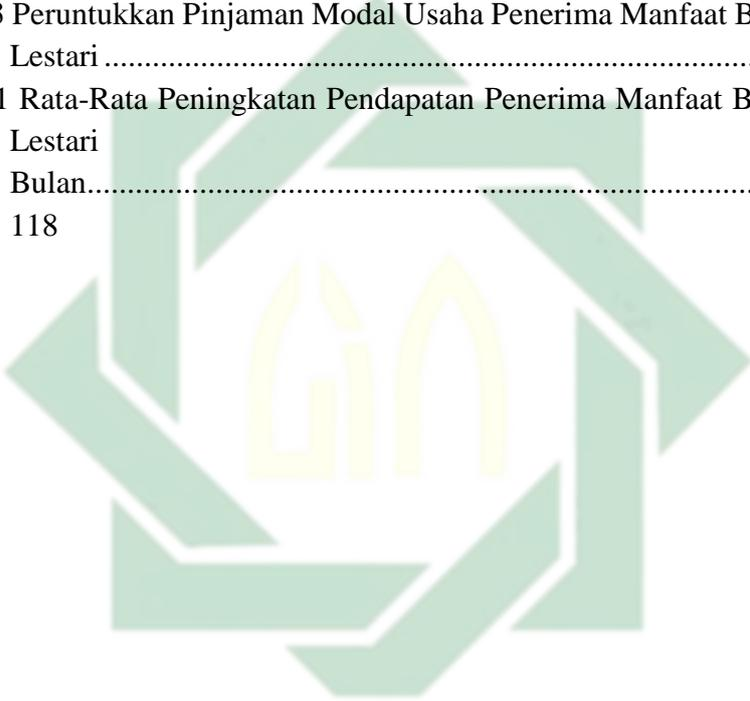 3 Peruntukkan Pinjaman Modal Usaha Penerima Manfaat B
Lestari ..................................................................................
1 Rata-Rata Peningkatan Pendapatan Penerima Manfaat B
Lestari
Bulan....................................................................................
118